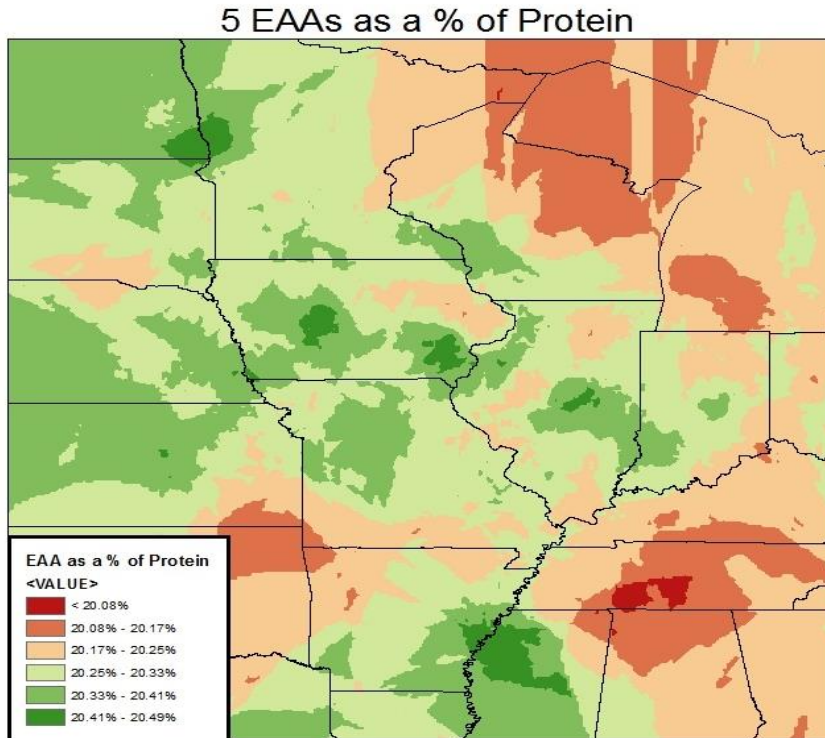 5 EAAs as a % of Protein
EAA as a % of Protein
<VALUE>
< 20.08%
20.08% - 20.17%
20.17% - 20.25%
20.25% - 20.33%
20.33% - 20.41%
20.41% - 20.49%